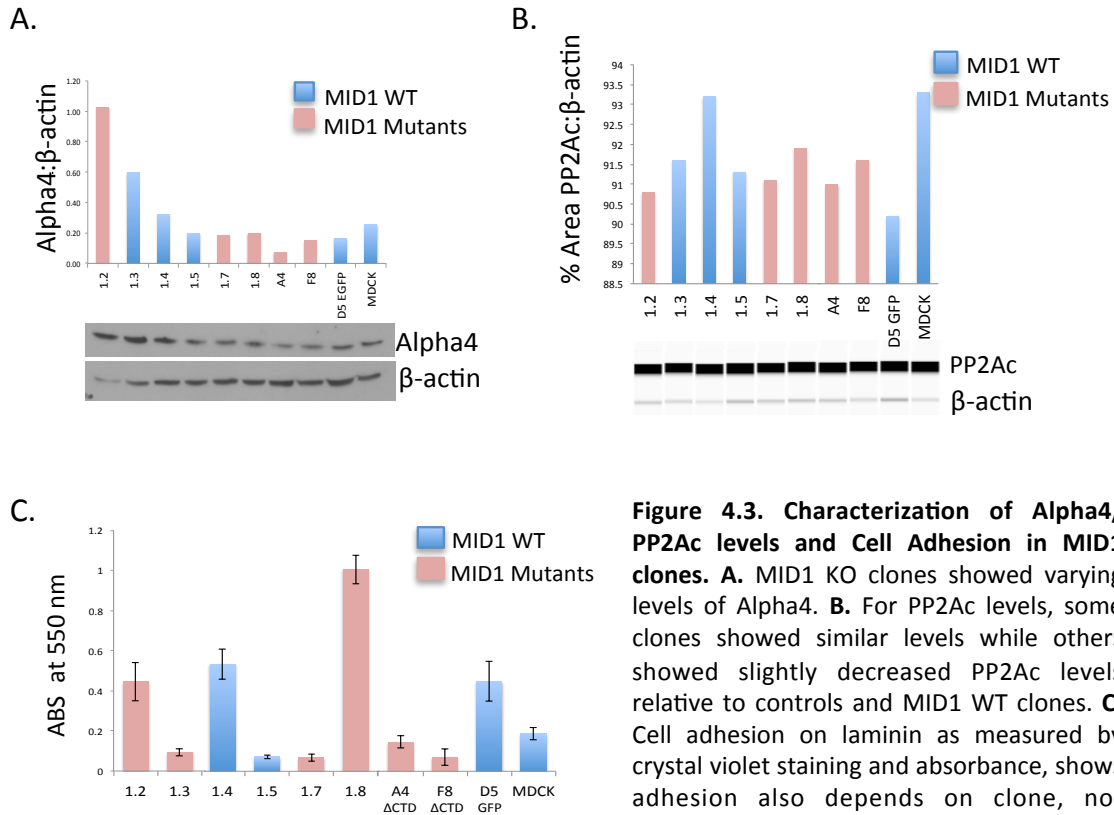 A.
Alpha4:β-actin
1.20
1.00
0.80
0.60
0.40
0.20
0.00
MID1 WT
MID1 Mutants
1.2
1.3
1.4
1.5
1.7
1.8
A4
F8
D5 EGFP
MDCK
Alpha4
β-actin
B.
% Area PP2Ac:β-actin
94
93.5
93
92.5
92
91.5
91
90.5
90
89.5
89
88.5
MID1 WT
MID1 Mutants
1.2
1.3
1.4
1.5
1.7
1.8
A4
F8
D5 GFP
MDCK
PP2Ac
β-actin
C.
ABS at 550 nm
1.2
1
0.8
0.6
0.4
0.2
0
MID1 WT
MID1 Mutants
1.2 1.3 1.4 1.5 1.7 1.8 A4 F8 D5 MDCK
ΔCTD ΔCTD GFP
Figure 4.3. Characterization of Alpha4,
PP2Ac levels and Cell Adhesion in MID1
clones. A. MID1 KO clones showed varying
levels of Alpha4. B. For PP2Ac levels, some
clones showed similar levels while others
showed slightly decreased PP2Ac levels
relative to controls and MID1 WT clones. C
Cell adhesion on laminin as measured by
crystal violet staining and absorbance, shows
adhesion also depends on clone, no